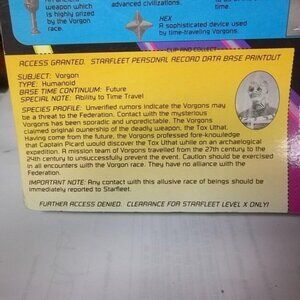 weapon which
is highly prized
by the Vorgon
race.
advanced civilizations.
to
HEX
A sophisticated device used
by time-traveling Vorgons.
CLIP AND COLLECT
ACCESS GRANTED. STARFLEET PERSONAL RECORD DATA BASE PRINTOUT
SUBJECT: Vorgon
TYPE: Humanoid
BASE TIME CONTINUUM: Future
SPECIAL NOTE: Ability to Time Travel
SPECIAL PROFILE: Unverified rumors indicate the Vorgons may
be a threat to the Federation. Contact with the mysterious
Vorgons has been sporadic and unpredictable. The Vorgons
claimed original ownership of the deadly weapon, the Tox Uthat.
Having come from the future, the Vorgons professed fore-knowledge
that Captain Picard would discover the Tox Uthat while on an archaelogical
expedition. A mission team of Vorgons travelled from the 27th century to the
24th century to unsuccessfully prevent the event. Caution should be exercised
in all encounters with the Vorgon race. They have no alliance with the
Federation.
IMPORTANT NOTE: Any contact with this allusive race of beings should be
immediately reported to Starfleet.
FURTHER ACCESS DENIED. CLEARANCE FOR STARFLEET LEVEL X ONLY!